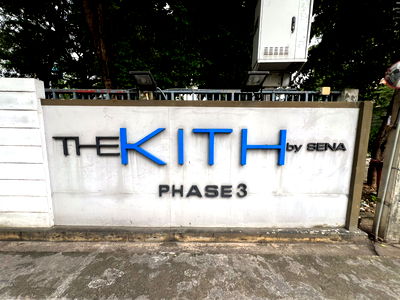 THE KITH by SENA
PHASE 3